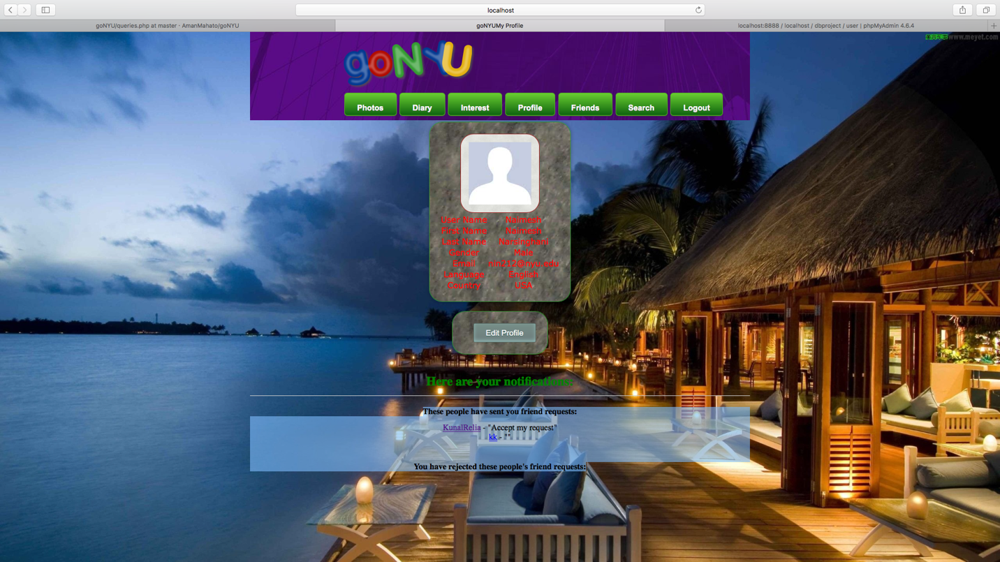 localhost
goNYU/queries.php at master · AmanMahato/goNYU
goNYUMy Profile
localhost:8888 / localhost / dbproject / user | phpMyAdmin 4.6.4
www.meyet.com
goNYU
Photos Diary Interest Profile Friends Search Logout
User Name Naimesh
First Name Naimesh
Last Name Narsinghani
Gender Male
Email nin212@nyu.edu
Language English
Country USA
Edit Profile
Here are your notifications:
These people have sent you friend requests:
KunalRelia - "Accept my request"
kk - ""
You have rejected these people's friend requests: